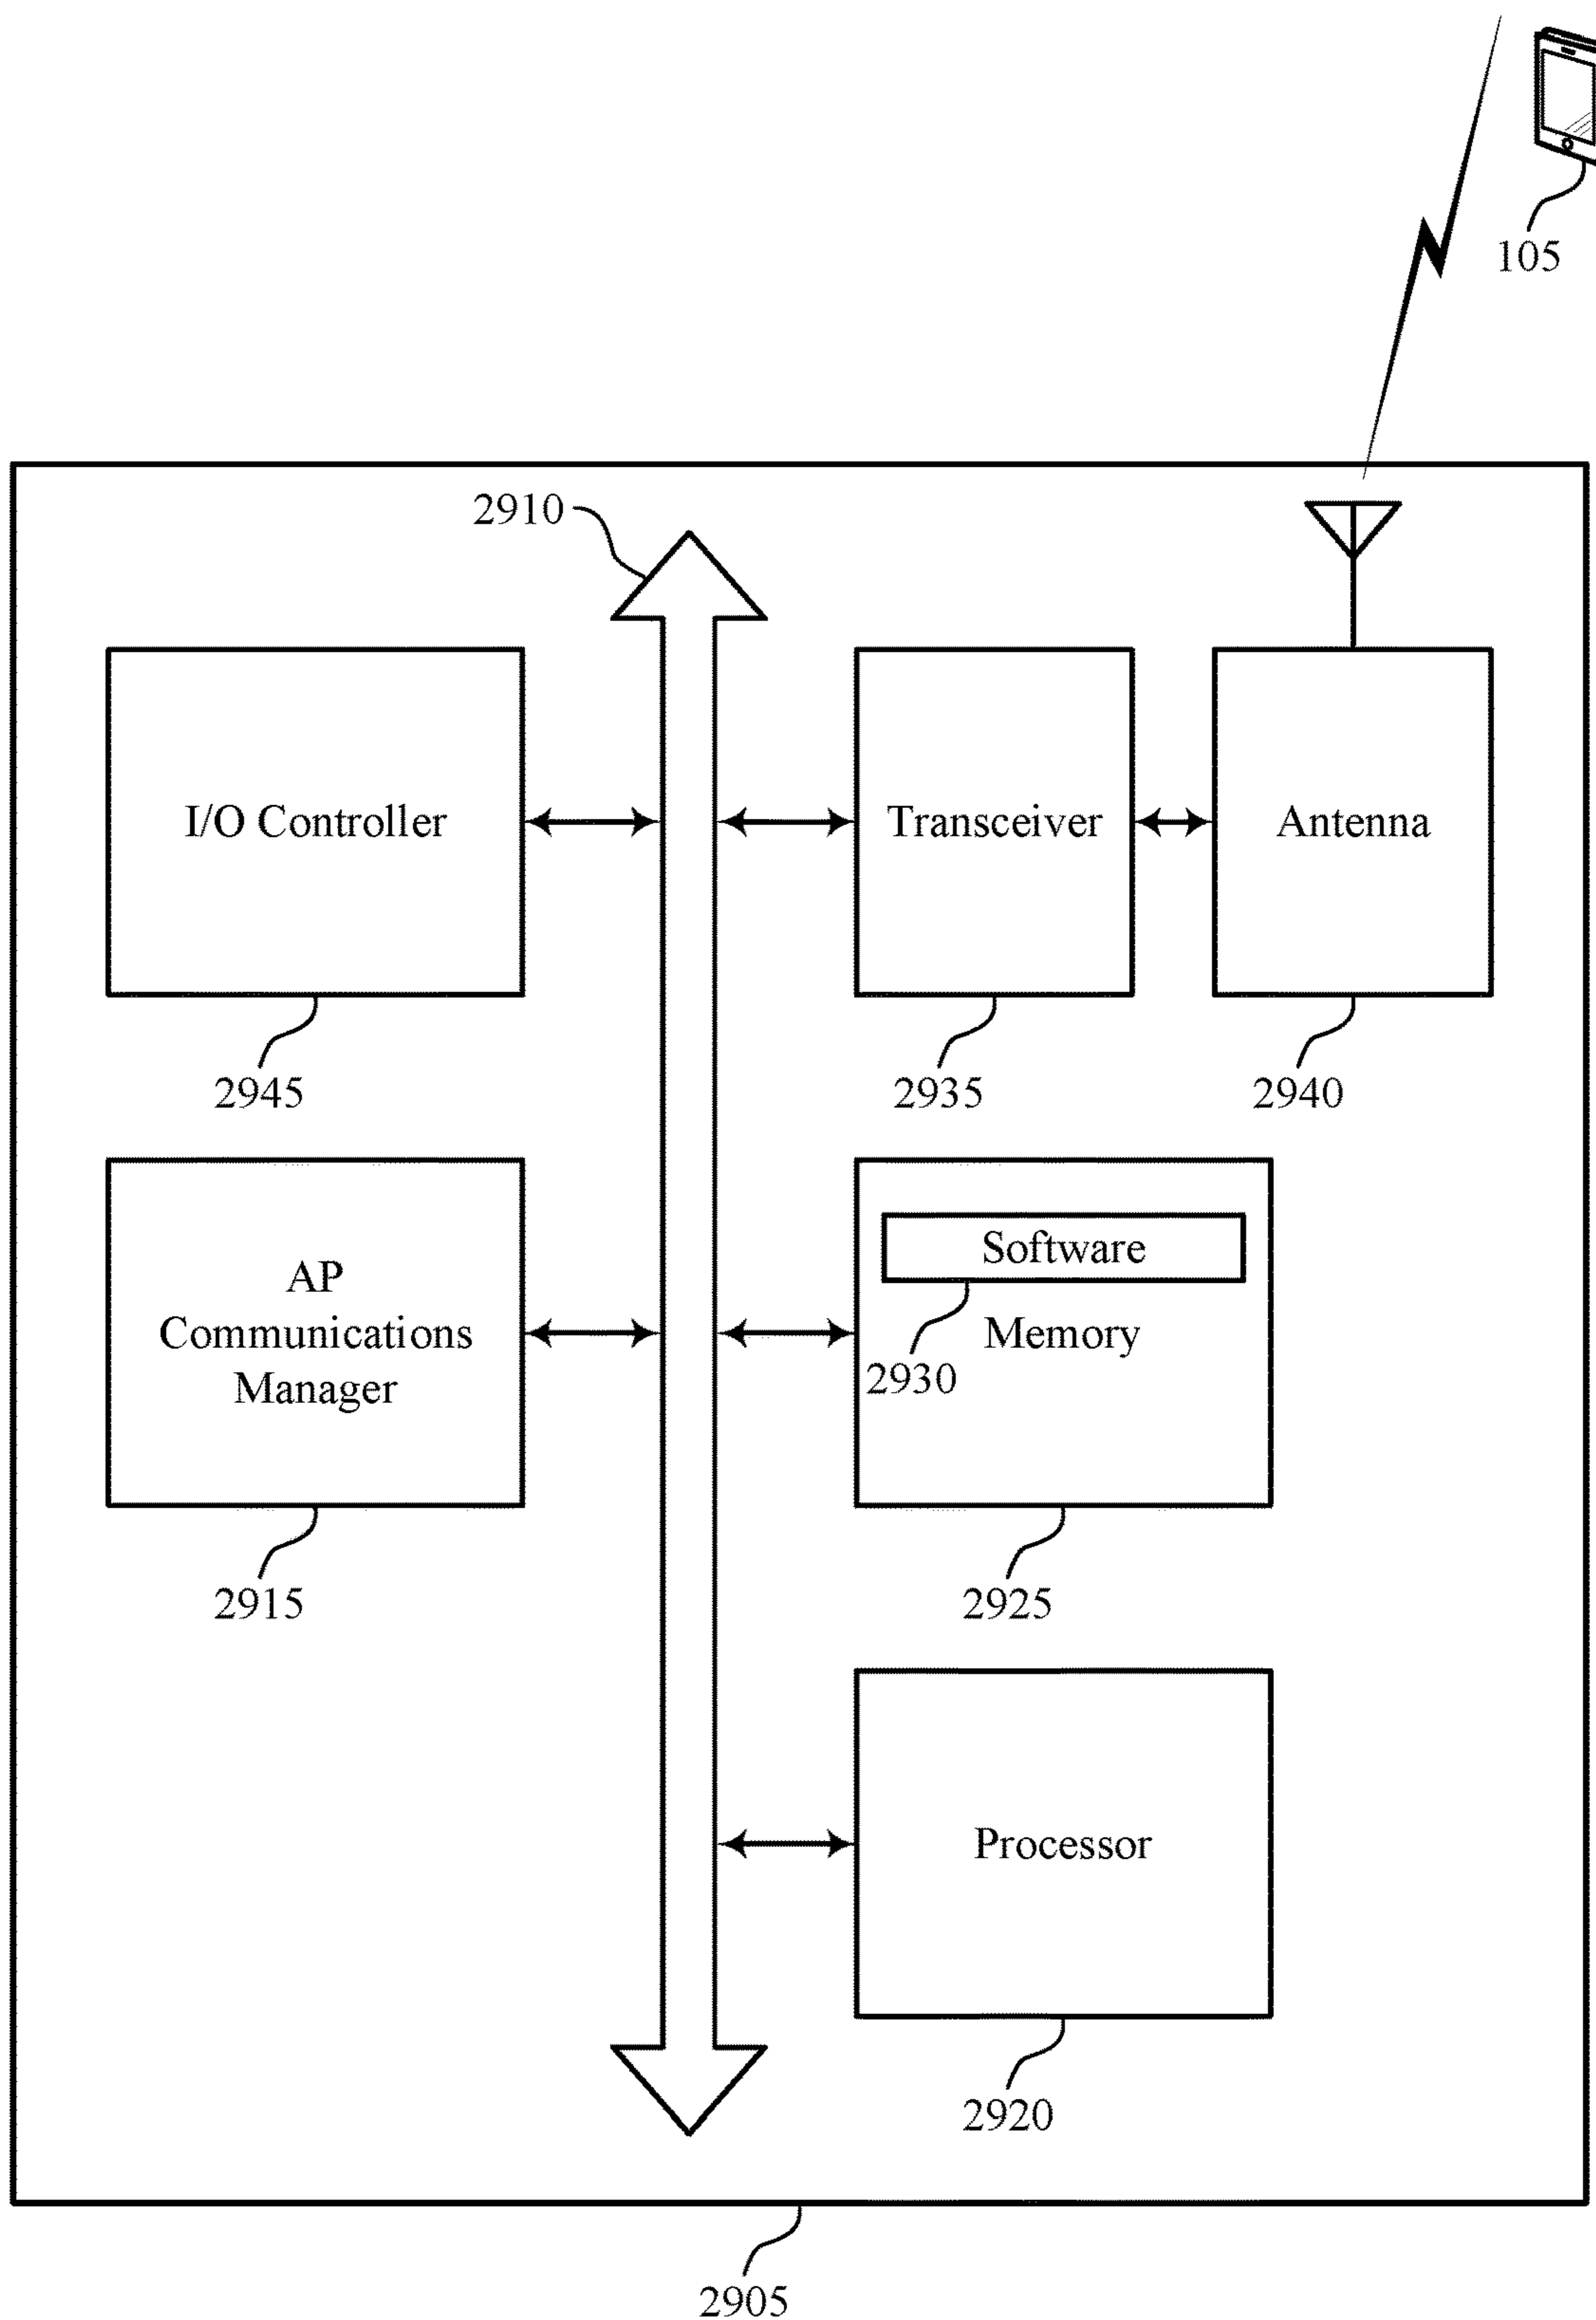 105
2910
I/O Controller
Transceiver
Antenna
2945
2935
2940
AP
Communications
Manager
Software
Memory
2930
2915
2925
Processor
2920
2905